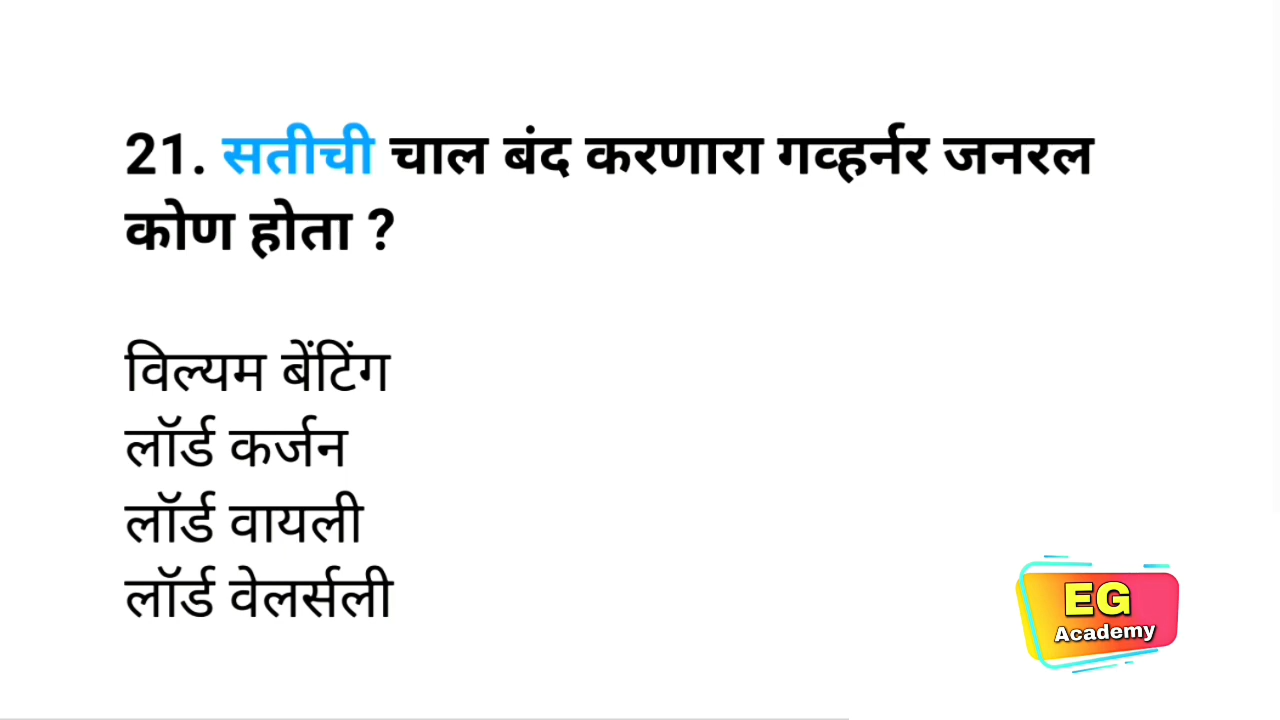 21. सतीची चाल बंद करणारा गव्हर्नर जनरल
कोण होता ?
विल्यम बेंटिंग
लॉर्ड कर्जन
लॉर्ड वायली
लॉर्ड वेलर्सली
EG
Academy